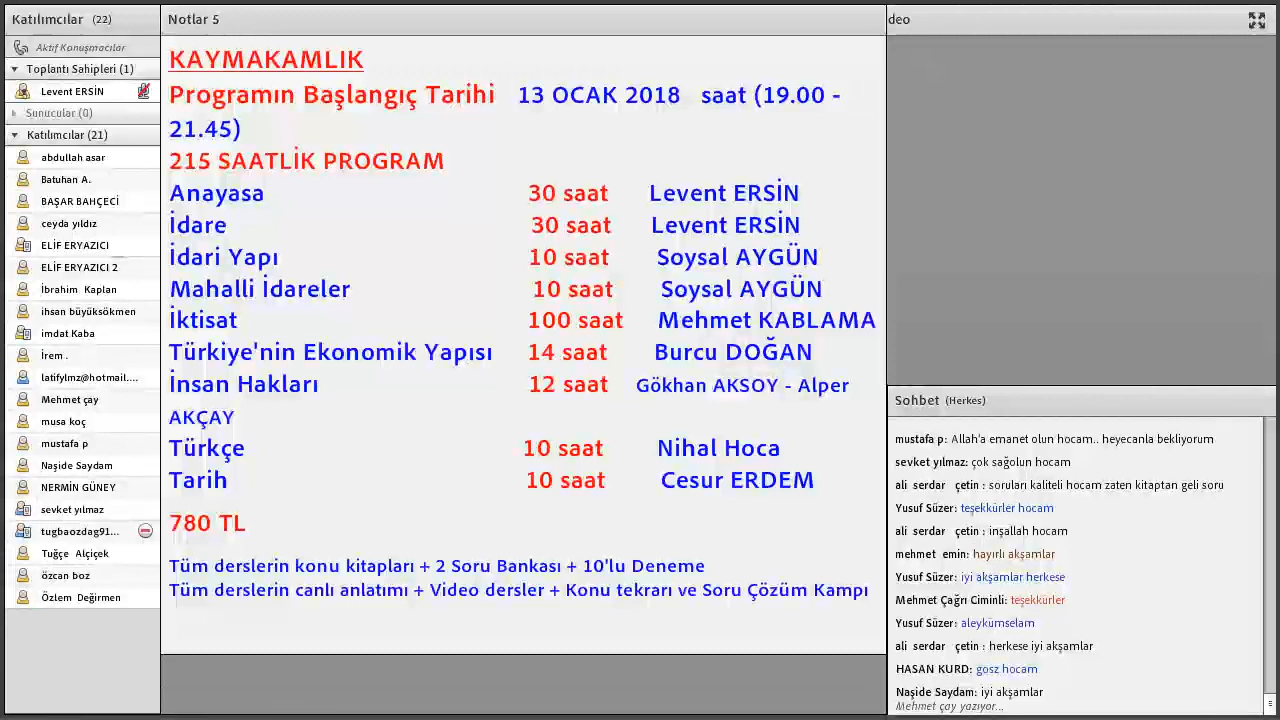 Katılımcılar (22)
Aktif Konuşmacılar
Toplantı Sahipleri (1)
Levent ERSİN
Sunucular (0)
Katılımcılar (21)
abdullah asar
Batuhan A.
BAŞAR BAHÇECİ
ceyda yıldız
ELİF ERYAZICI
ELİF ERYAZICI 2
İbrahim Kaplan
ihsan büyüksökmen
imdat Kaba
İrem .
latifylmz@hotmail....
Mehmet çay
musa koç
mustafa p
Naşide Saydam
NERMİN GÜNEY
sevket yılmaz
tugbaozdag91...
Tuğçe Alçiçek
özcan boz
Özlem Değirmen
Notlar 5
KAYMAKAMLIK
Programın Başlangıç Tarihi 13 OCAK 2018 saat (19.00 -
21.45)
215 SAATLİK PROGRAM
Anayasa 30 saat Levent ERSİN
İdare 30 saat Levent ERSİN
İdari Yapı 10 saat Soysal AYGÜN
Mahalli İdareler 10 saat Soysal AYGÜN
İktisat 100 saat Mehmet KABLAMA
Türkiye'nin Ekonomik Yapısı 14 saat Burcu DOĞAN
İnsan Hakları 12 saat Gökhan AKSOY - Alper
AKÇAY
Türkçe 10 saat Nihal Hoca
Tarih 10 saat Cesur ERDEM
780 TL
Tüm derslerin konu kitapları + 2 Soru Bankası + 10'lu Deneme
Tüm derslerin canlı anlatımı + Video dersler + Konu tekrarı ve Soru Çözüm Kampı
deo
Sohbet (Herkes)
mustafa p: Allah'a emanet olun hocam.. heyecanla bekliyorum
sevket yılmaz: çok sağolun hocam
ali serdar çetin : soruları kaliteli hocam zaten kitaptan geli soru
Yusuf Süzer: teşekkürler hocam
ali serdar çetin : inşallah hocam
mehmet emin: hayırlı akşamlar
Yusuf Süzer: iyi akşamlar herkese
Mehmet Çağrı Ciminli: teşekkürler
Yusuf Süzer: aleykümselam
ali serdar çetin : herkese iyi akşamlar
HASAN KURD: gosz hocam
Naşide Saydam: iyi akşamlar
Mehmet çay yazıyor...